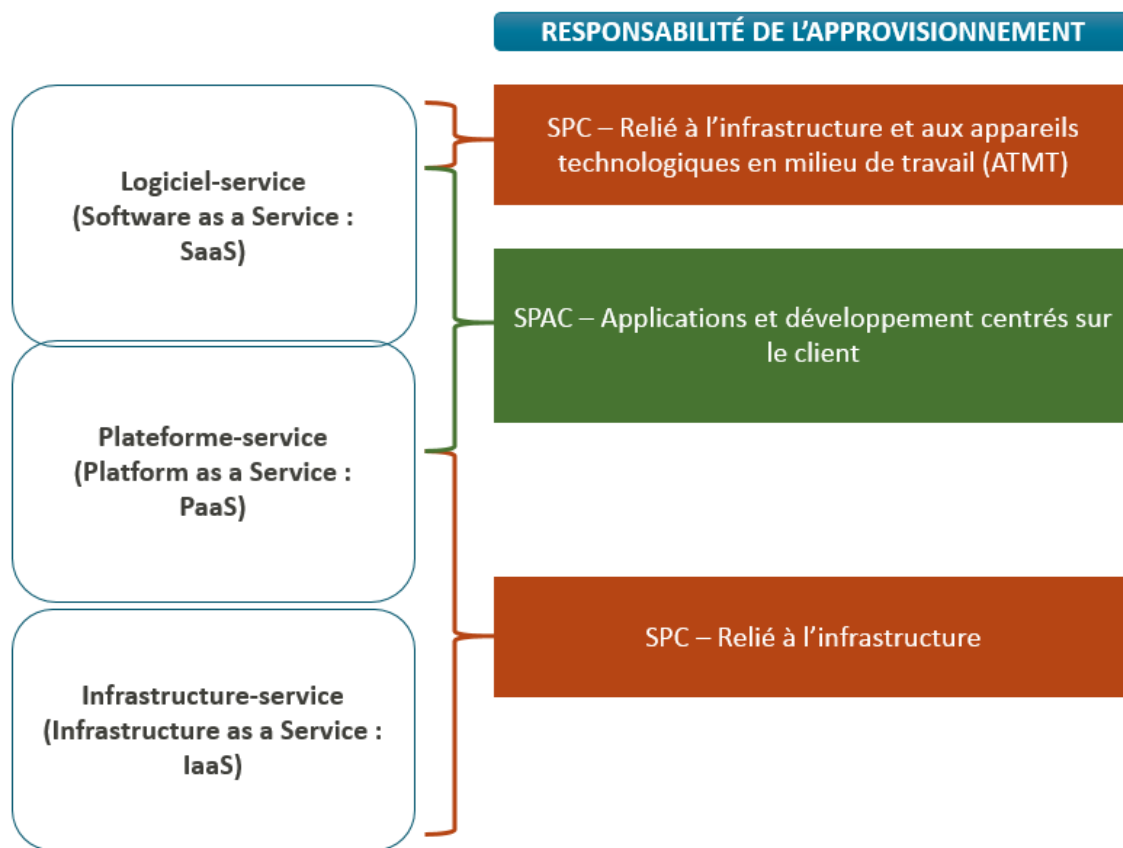 RESPONSABILITÉ DE L’APPROVISIONNEMENT
Logiciel-service
(Software as a Service :
SaaS)
SPC – Relié à l’infrastructure et aux appareils
technologiques en milieu de travail (ATMT)
SPAC – Applications et développement centrés sur
le client
Plateforme-service
(Platform as a Service :
PaaS)
SPC – Relié à l’infrastructure
Infrastructure-service
(Infrastructure as a Service :
IaaS)